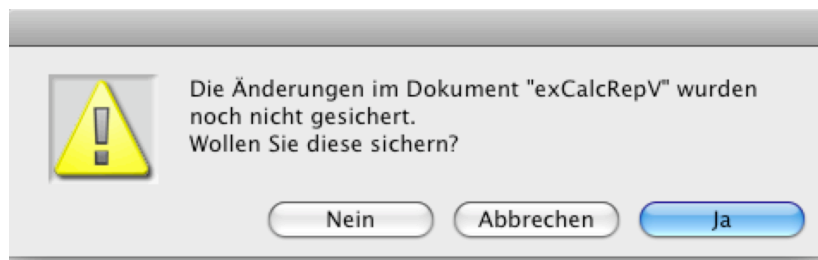 Die Änderungen im Dokument "exCalcRepV" wurden
noch nicht gesichert.
Wollen Sie diese sichern?
Nein Abbrechen Ja